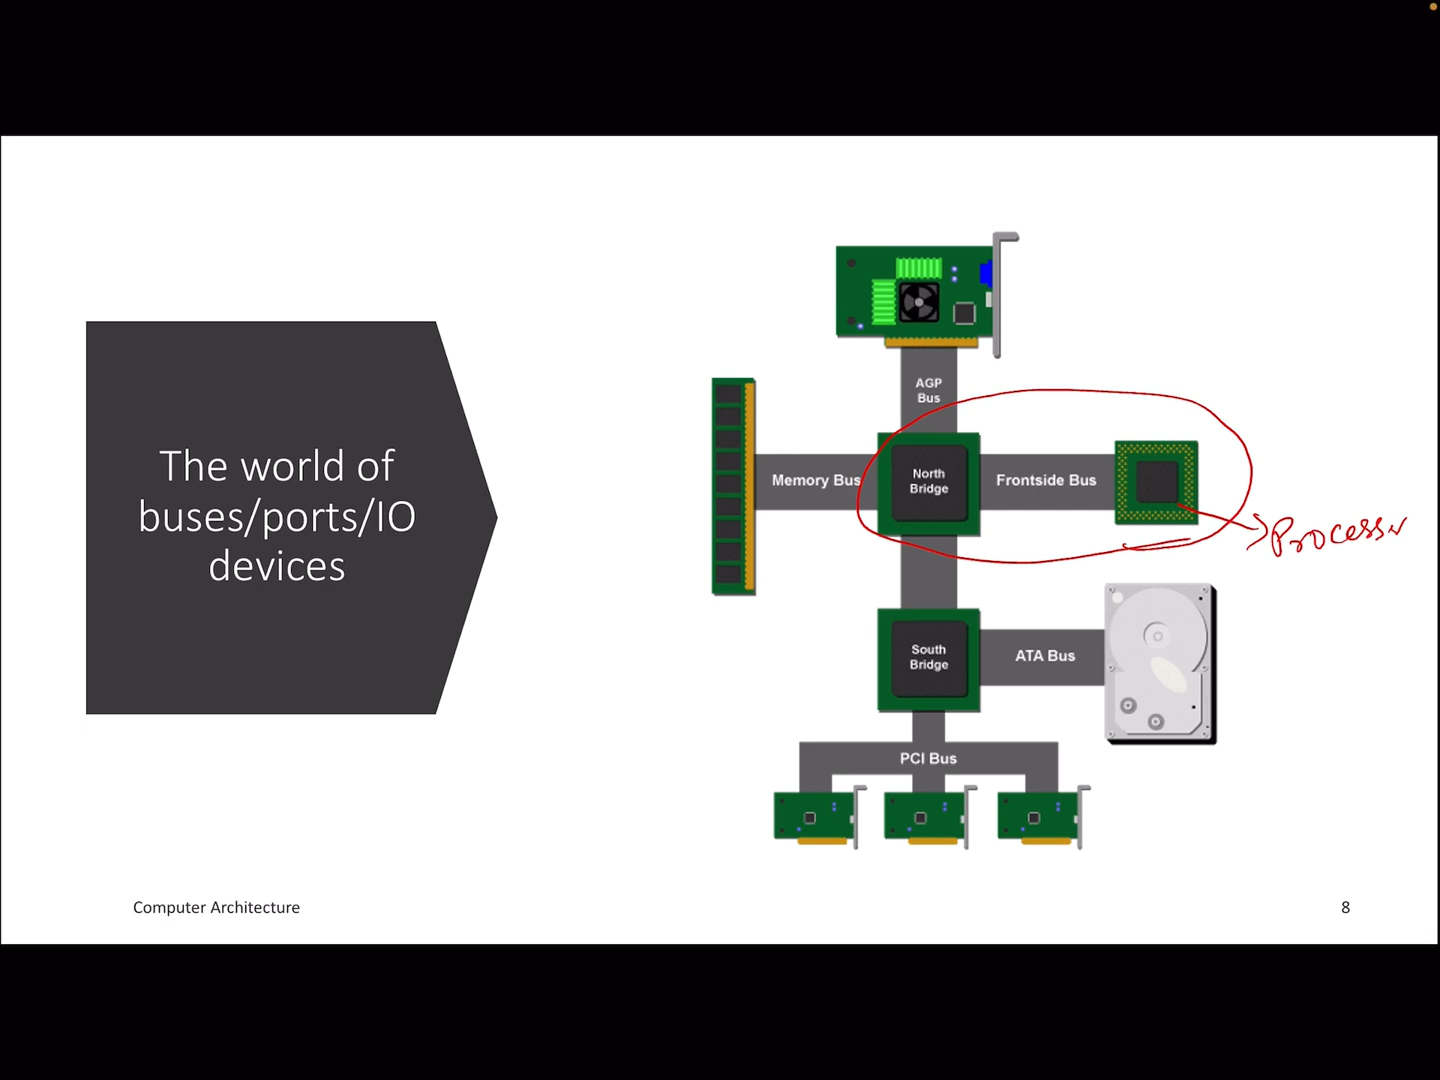 The world of
buses/ports/IO
devices
AGP
Bus
Memory Bus
North
Bridge
Frontside Bus
Processr
South
Bridge
ATA Bus
PCI Bus
Computer Architecture
8